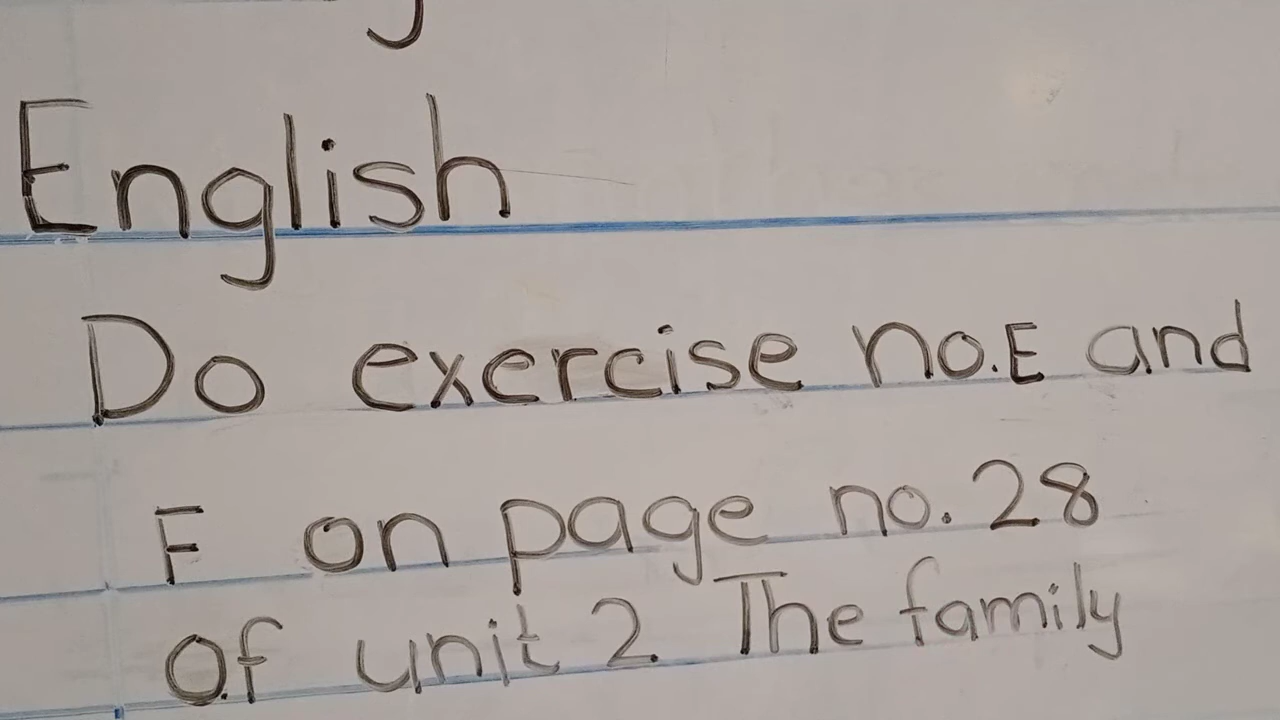 English
Do exercise no.E and
F on page no. 28
of unit 2 The family